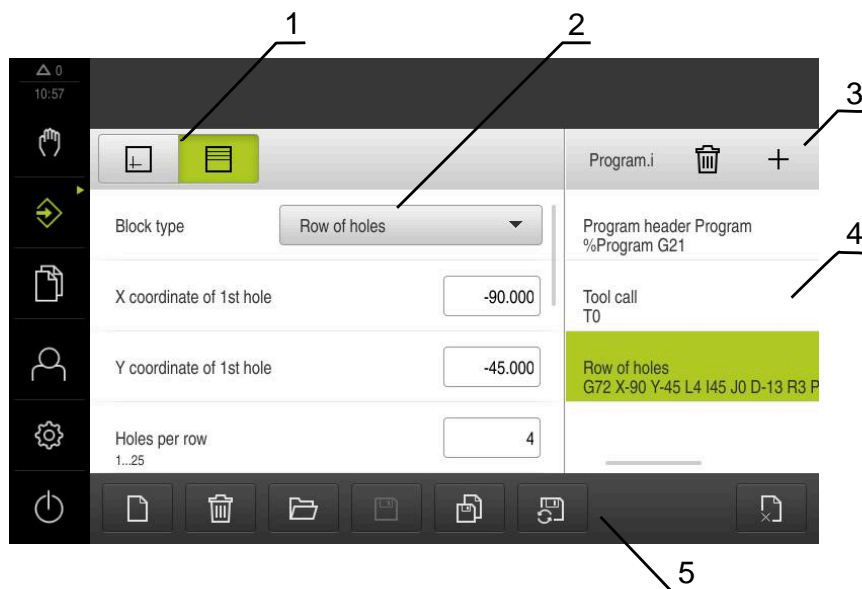 1
2
3
0
10:57
Program.i
Block type
Row of holes
Program header Program
%Program G21
4
X coordinate of 1st hole
-90.000
Tool call
T0
Y coordinate of 1st hole
-45.000
Row of holes
G72 X-90 Y-45 L4 I45 J0 D-13 R3 P
Holes per row
4
1...25
5